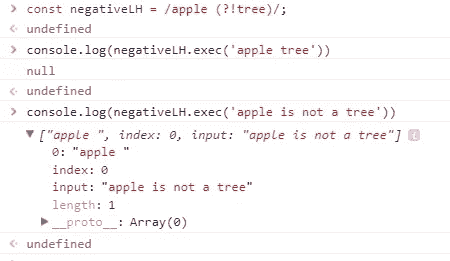 > const negativeLH = /apple (?!tree)/;
< undefined
> console.log(negativeLH.exec('apple tree'))
null
< undefined
> console.log(negativeLH.exec('apple is not a tree'))
▼ ["apple ", index: 0, input: "apple is not a tree"] i
0: "apple "
index: 0
input: "apple is not a tree"
length: 1
▶ __proto__: Array(0)
< undefined